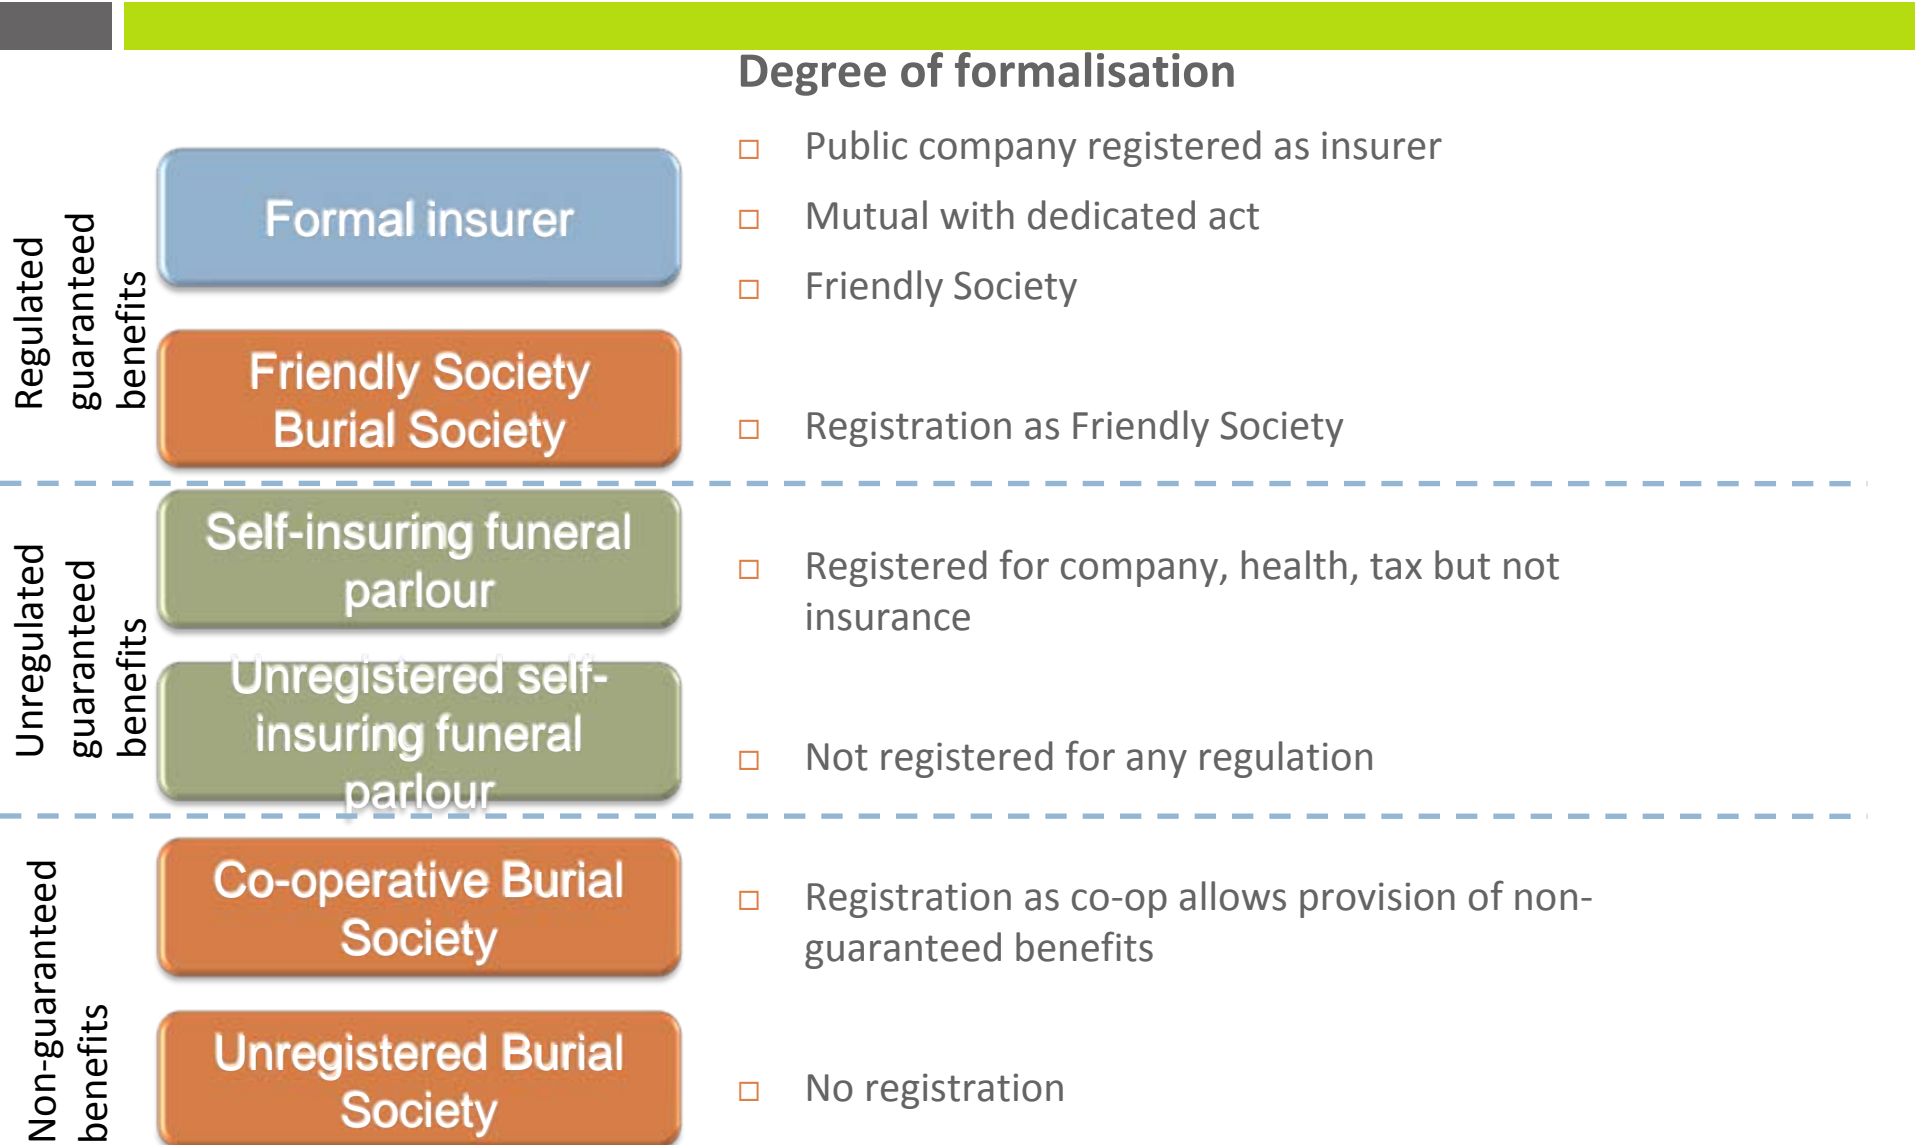 Degree of formalisation
Regulated
guaranteed
benefits
Formal insurer
□ Public company registered as insurer
□ Mutual with dedicated act
□ Friendly Society
Friendly Society
Burial Society
□ Registration as Friendly Society
Unregulated
guaranteed
benefits
Self-insuring funeral
parlour
□ Registered for company, health, tax but not
insurance
Unregistered self-
insuring funeral
parlour
□ Not registered for any regulation
Non-guaranteed
benefits
Co-operative Burial
Society
□ Registration as co-op allows provision of non-
guaranteed benefits
Unregistered Burial
Society
□ No registration